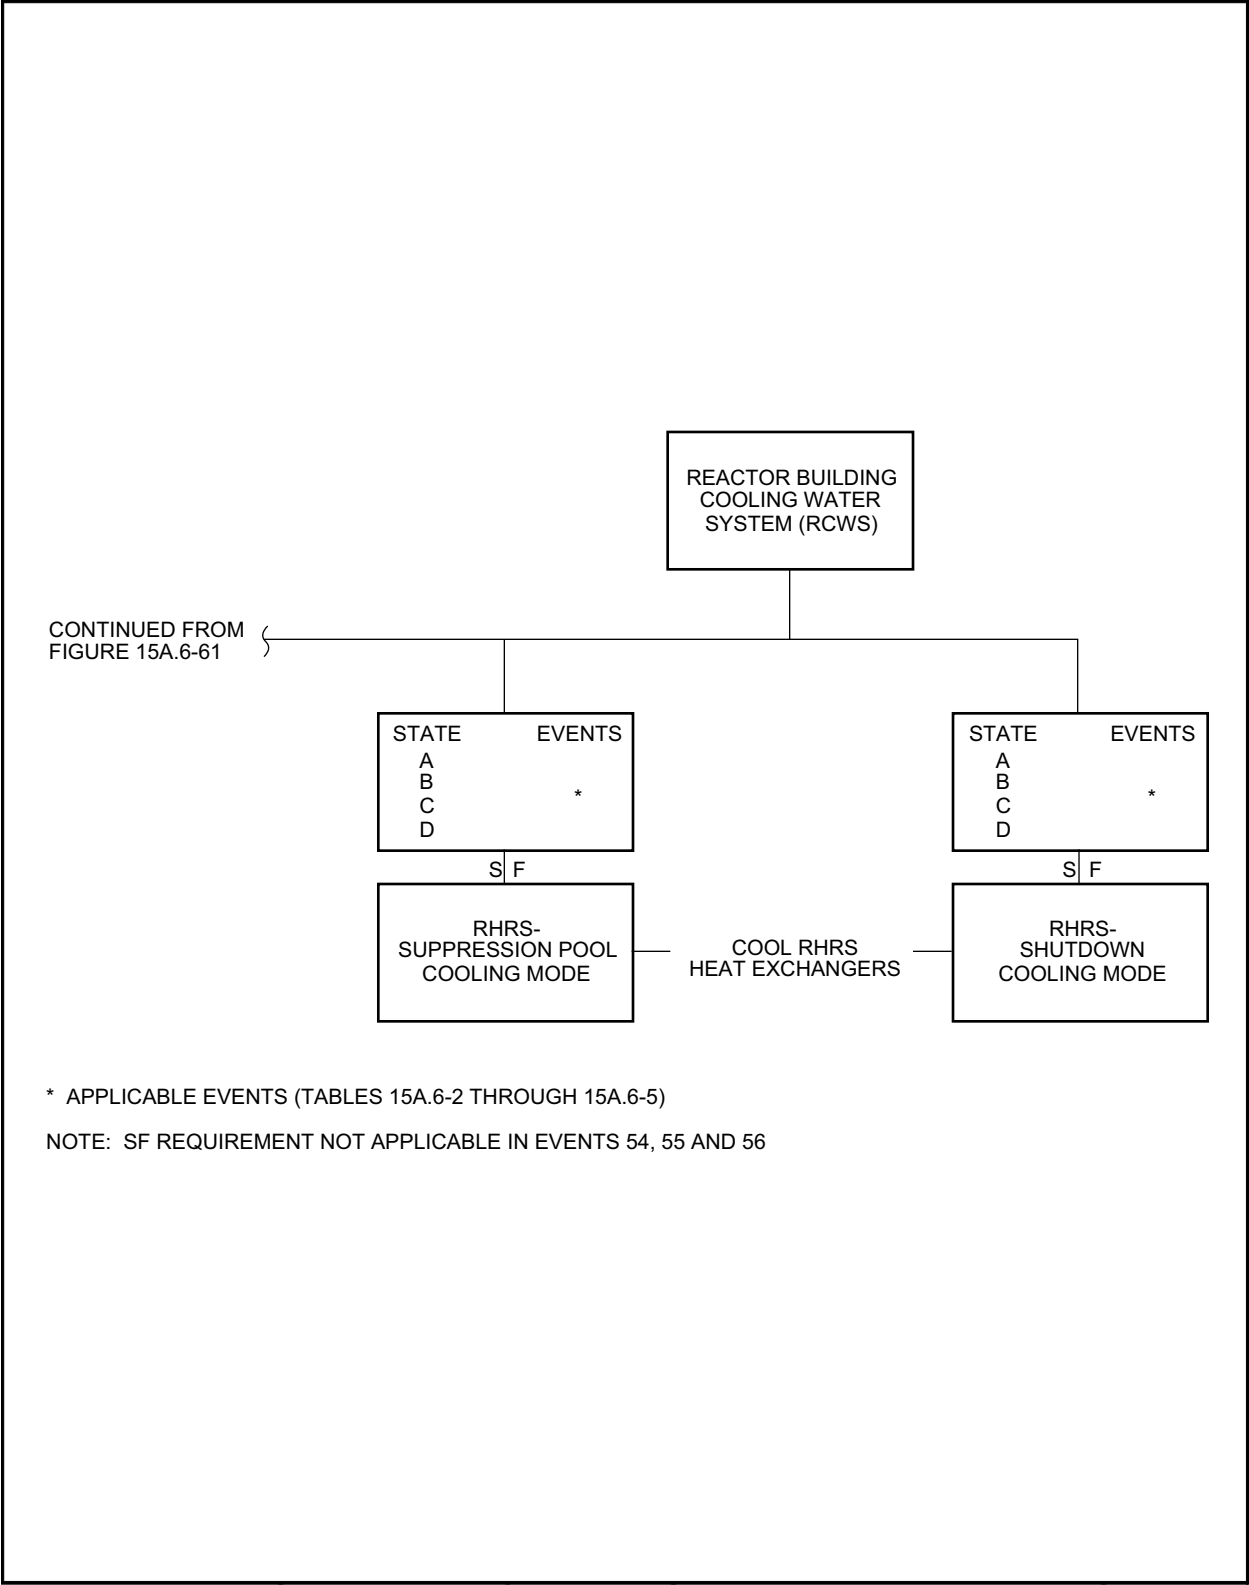 REACTOR BUILDING
COOLING WATER
SYSTEM (RCWS)
CONTINUED FROM
FIGURE 15A.6-61
STATE EVENTS
A
B
*
C
D
STATE EVENTS
A
B
*
C
D
S F
S F
RHRS-
SUPPRESSION POOL
COOLING MODE
COOL RHRS
HEAT EXCHANGERS
RHRS-
SHUTDOWN
COOLING MODE
* APPLICABLE EVENTS (TABLES 15A.6-2 THROUGH 15A.6-5)
NOTE: SF REQUIREMENT NOT APPLICABLE IN EVENTS 54, 55 AND 56